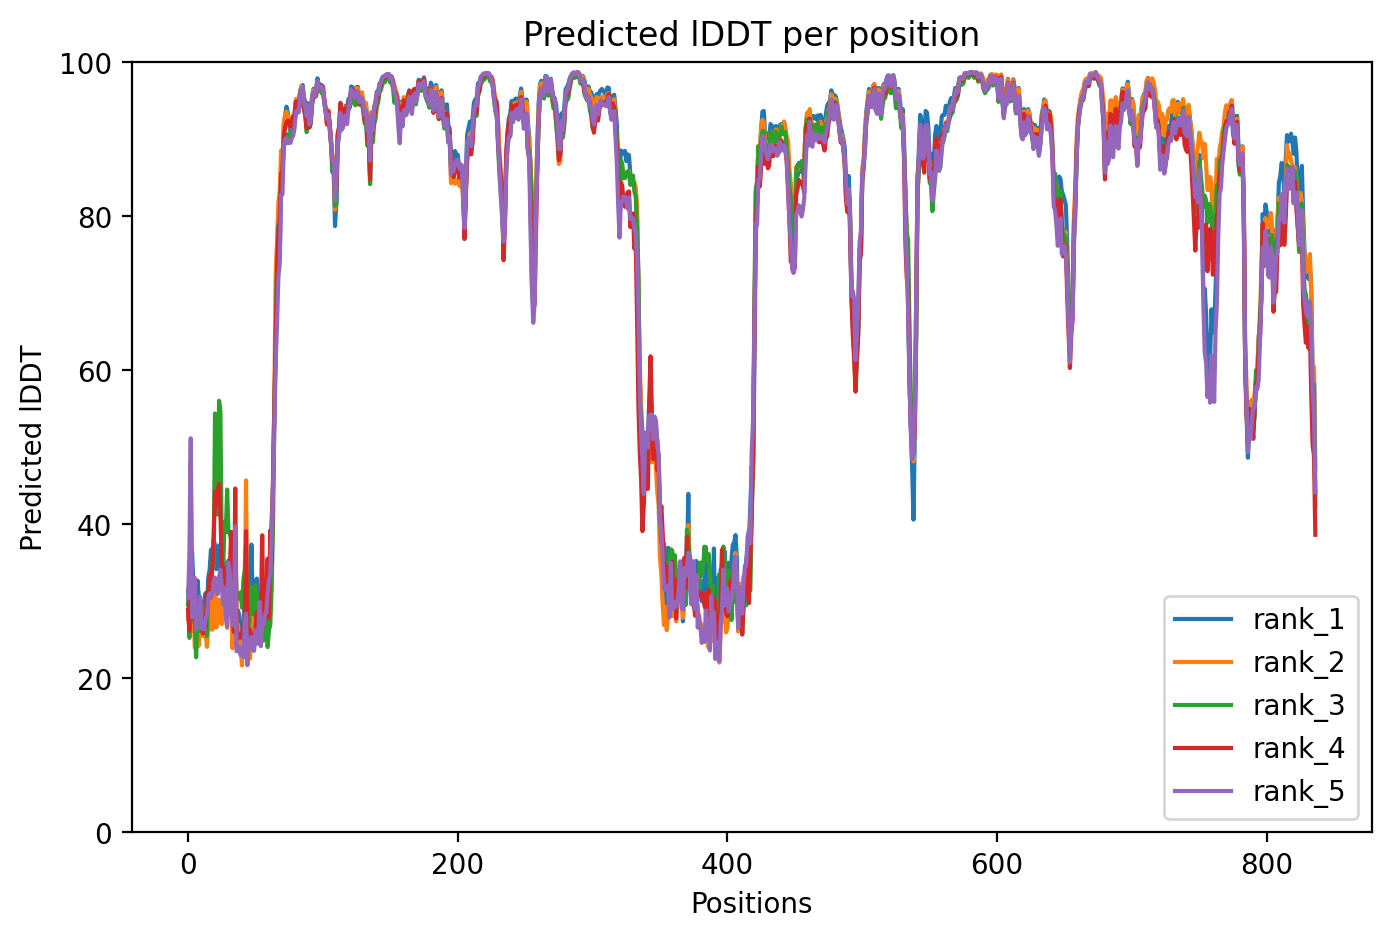 Predicted lDDT per position
100
80
60
40
20
0
Predicted lDDT
0 200 400 600 800
Positions
rank_1
rank_2
rank_3
rank_4
rank_5